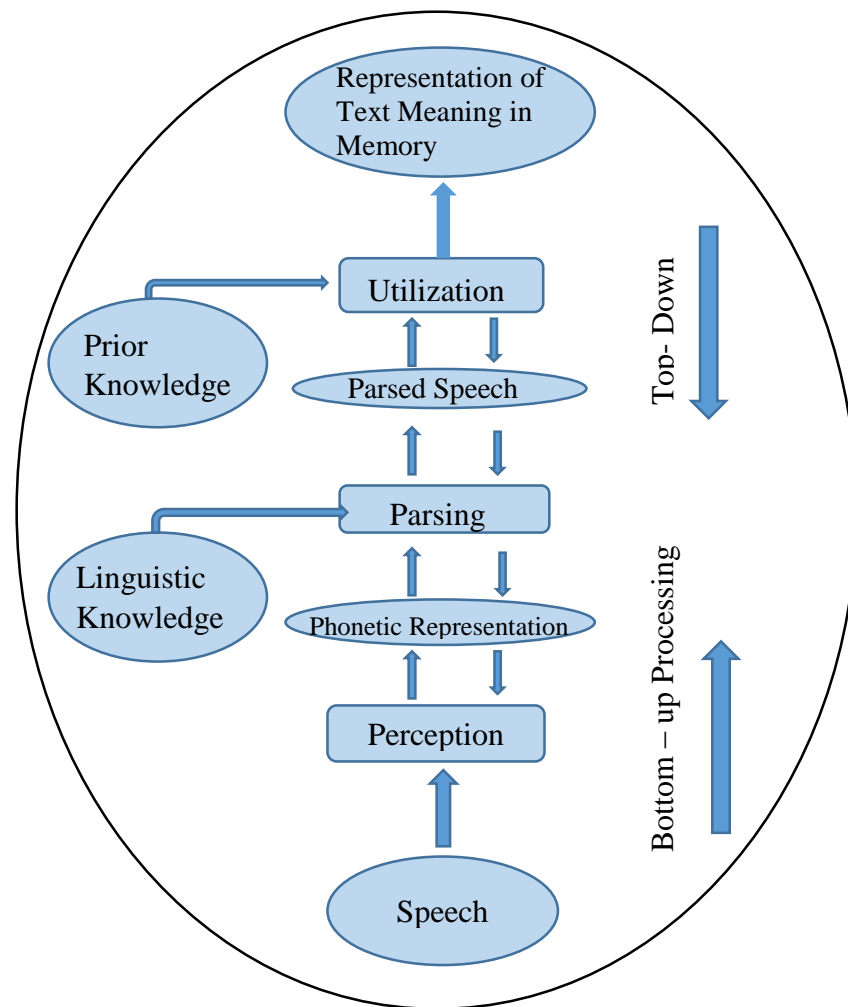 Representation of
Text Meaning in
Memory
Utilization
Prior
Knowledge
Parsed Speech
Top- Down
Parsing
Linguistic
Knowledge
Phonetic Representation
Bottom – up Processing
Perception
Speech